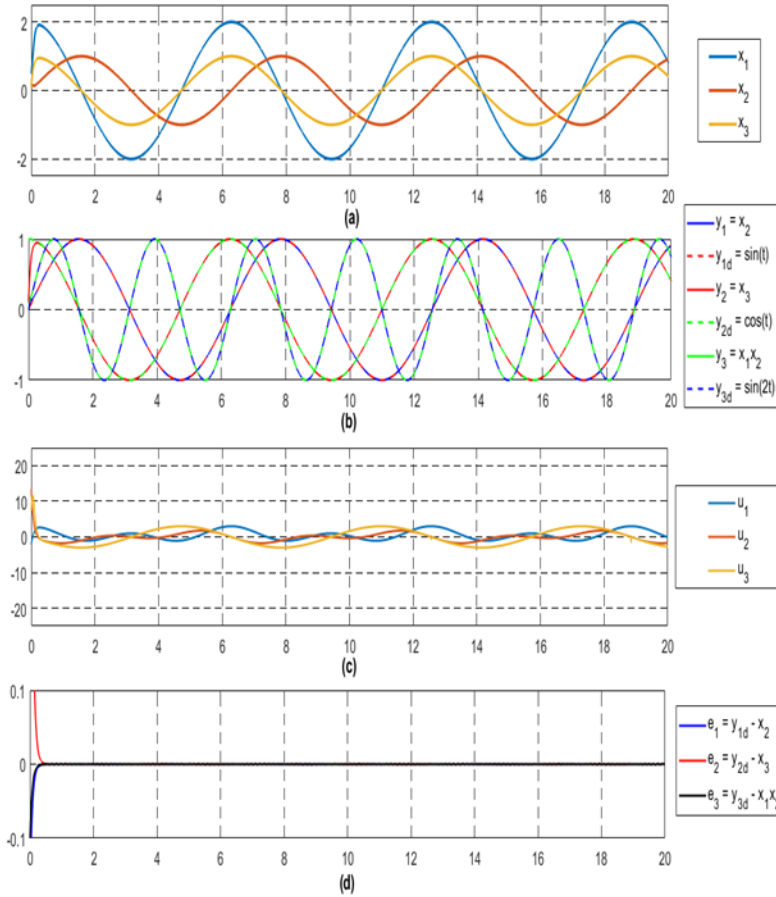 2
0
-2
0 2 4 6 8 10 12 14 16 18 20
(a)
x1
x2
x3
1
0
-1
0 2 4 6 8 10 12 14 16 18 20
(b)
y1 = x2
y1d = sin(t)
y2 = x3
y2d = cos(t)
y3 = x1x2
y3d = sin(2t)
20
10
0
-10
-20
0 2 4 6 8 10 12 14 16 18 20
(c)
u1
u2
u3
0.1
0
-0.1
0 2 4 6 8 10 12 14 16 18 20
(d)
e1 = y1d - x2
e2 = y2d - x3
e3 = y3d - x1x2